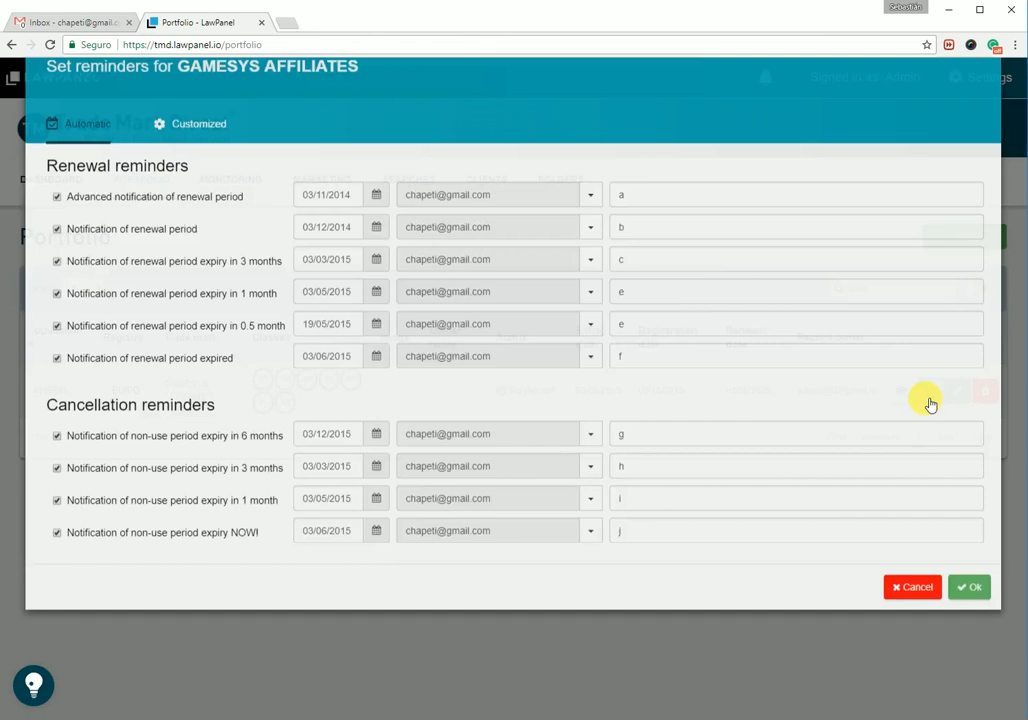 Sebastián
Inbox - chapeti@gmail.c
Portfolio - LawPanel
Seguro
https://tmd.lawpanel.io/portfolio
Set reminders for GAMESYS AFFILIATES
Signed in as: Admin
Settings
Automatic
Customized
Renewal reminders
Advanced notification of renewal period 03/11/2014 chapeti@gmail.com a
Notification of renewal period 03/12/2014 chapeti@gmail.com b
Notification of renewal period expiry in 3 months 03/03/2015 chapeti@gmail.com c
Notification of renewal period expiry in 1 month 03/05/2015 chapeti@gmail.com e
Notification of renewal period expiry in 0.5 month 19/05/2015 chapeti@gmail.com e
Notification of renewal period expired 03/06/2015 chapeti@gmail.com f
Cancellation reminders
Notification of non-use period expiry in 6 months 03/12/2015 chapeti@gmail.com g
Notification of non-use period expiry in 3 months 03/03/2015 chapeti@gmail.com h
Notification of non-use period expiry in 1 month 03/05/2015 chapeti@gmail.com i
Notification of non-use period expiry NOW! 03/06/2015 chapeti@gmail.com j
Cancel
Ok